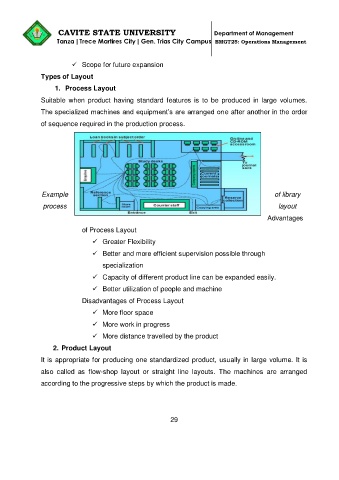 CAVITE STATE UNIVERSITY
Department of Management
Tanza |Trece Martires City | Gen. Trias City Campus
BMGT25: Operations Management
✓ Scope for future expansion
Types of Layout
1. Process Layout
Suitable when product having standard features is to be produced in large volumes.
The specialized machines and equipment's are arranged one after another in the order
of sequence required in the production process.
Study desks
Counter staff
Entrance
Exit
Example of library
process layout
Advantages
of Process Layout
✓ Greater Flexibility
✓ Better and more efficient supervision possible through
specialization
✓ Capacity of different product line can be expanded easily.
✓ Better utilization of people and machine
Disadvantages of Process Layout
✓ More floor space
✓ More work in progress
✓ More distance travelled by the product
2. Product Layout
It is appropriate for producing one standardized product, usually in large volume. It is
also called as flow-shop layout or straight line layouts. The machines are arranged
according to the progressive steps by which the product is made.
29